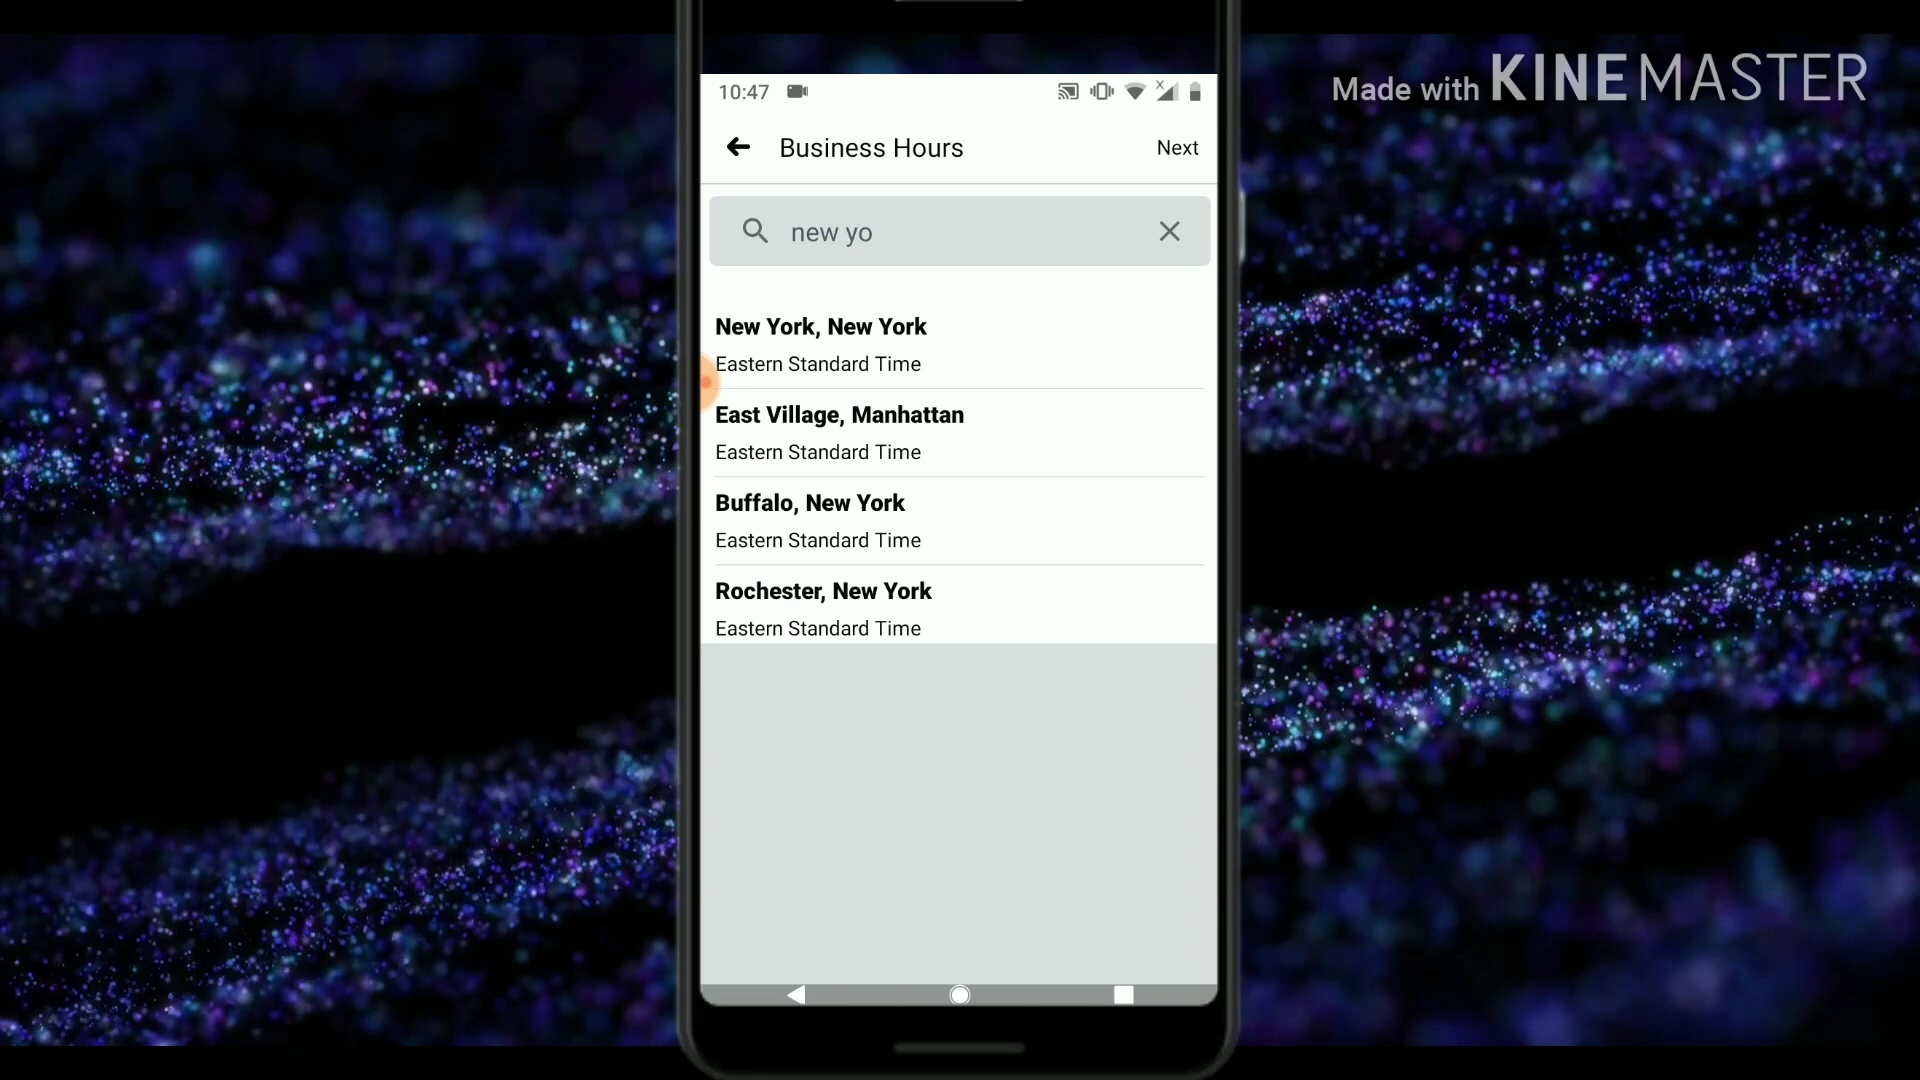 Made with KINEMASTER
10:47
Business Hours
Next
new yo
New York, New York
Eastern Standard Time
East Village, Manhattan
Eastern Standard Time
Buffalo, New York
Eastern Standard Time
Rochester, New York
Eastern Standard Time